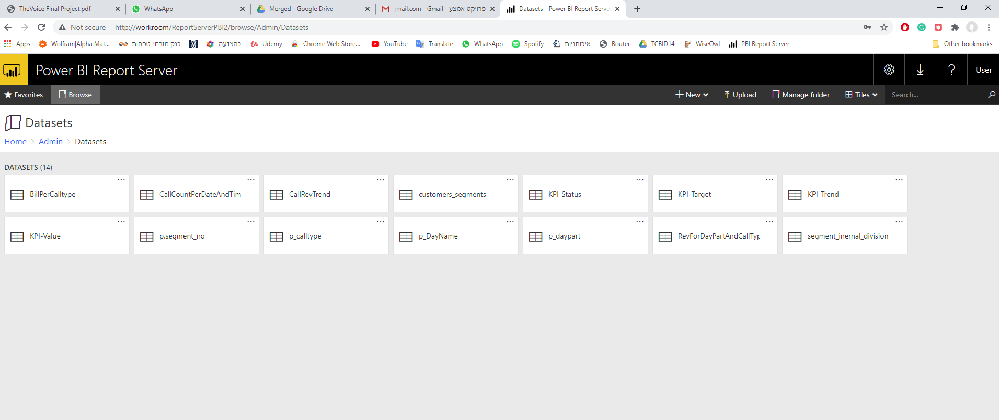 TheVoice Final Project.pdf
WhatsApp
Merged - Google Drive
mail.com - Gmail - פרויקט אמצע
Datasets - Power BI Report Serve
Not secure
http://workroom/ReportServerPBI2/browse/Admin/Datasets
Apps
Wolfram|Alpha Mat...
בנק מזרחי-טפחות
בהצדעה
Udemy
Chrome Web Store...
YouTube
Translate
WhatsApp
Spotify
איכותניות
Router
TCBID14
WiseOwl
PBI Report Server
Other bookmarks
Power BI Report Server
User
Favorites
Browse
New
Upload
Manage folder
Tiles
Search...
Datasets
Home > Admin > Datasets
DATASETS (14)
BillPerCalltype
CallCountPerDateAndTim
CallRevTrend
customers_segments
KPI-Status
KPI-Target
KPI-Trend
KPI-Value
p.segment_no
p_calltype
p_DayName
p_daypart
RevForDayPartAndCallTyp
segment_inernal_division